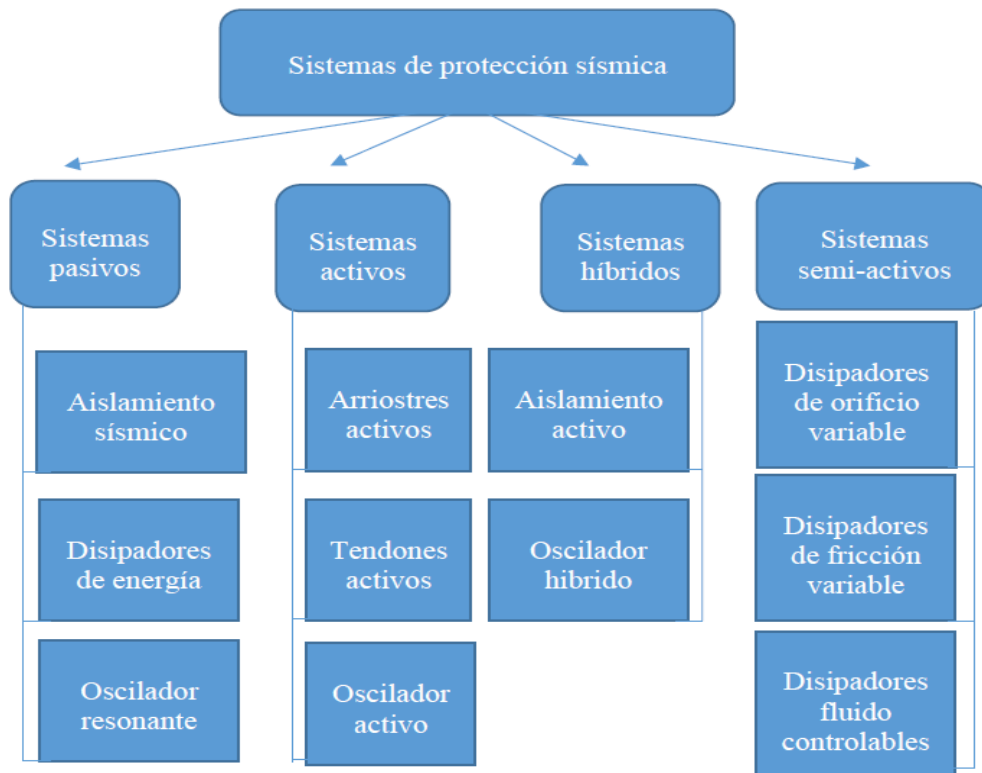 Sistemas de protección sísmica
Sistemas
pasivos
Sistemas
activos
Sistemas
híbridos
Sistemas
semi-activos
Aislamiento
sísmico
Arriostres
activos
Aislamiento
activo
Disipadores
de orificio
variable
Disipadores
de energía
Tendones
activos
Oscilador
hibrido
Disipadores
de fricción
variable
Oscilador
resonante
Oscilador
activo
Disipadores
fluido
controlables